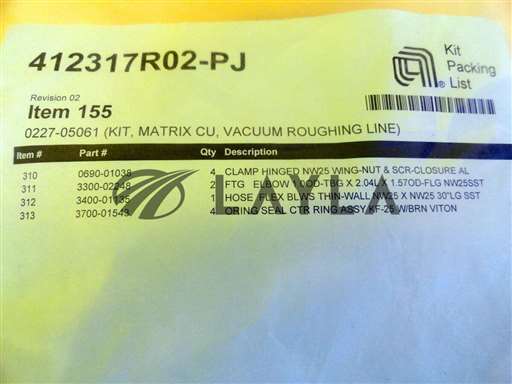 412317R02-PJ
Kit
Packing
List
Revision 02
Item 155
0227-05061 (KIT, MATRIX CU, VACUUM ROUGHING LINE)
Item # Part # Qty Description
310 0690-01038 4 CLAMP HINGED NW25 WING-NUT & SCR-CLOSURE AL
311 3300-02248 2 FTG ELBOW 1.0OD-TBG X 2.04L X 1.57OD-FLG NW25SST
312 3400-01135 HOSE FLEX BLWS THIN-WALL NW25 X NW25 30"LG SST
313 3700-01549 4 ORING SEAL CTR RING ASSY KF-25 W/BRN VITON
LAYLA